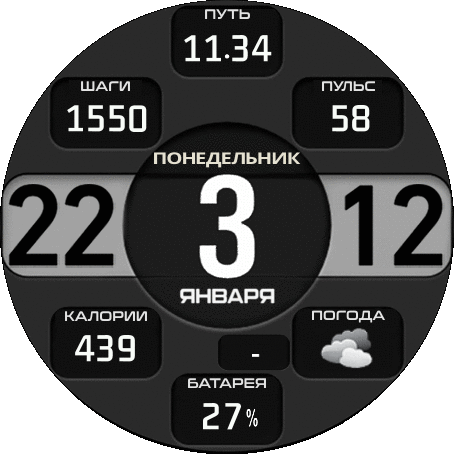 ПУТЬ
11.34
ШАГИ
1550
ПУЛЬС
58
ПОНЕДЕЛЬНИК
22
3
12
ЯНВАРЯ
КАЛОРИИ
439
ПОГОДА
-
БАТАРЕЯ
27%